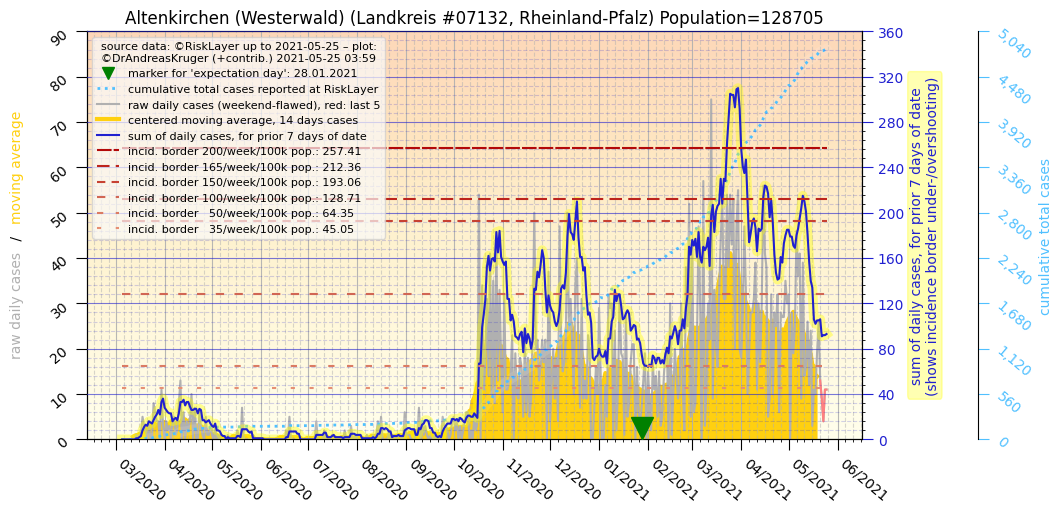 Altenkirchen (Westerwald) (Landkreis #07132, Rheinland-Pfalz) Population=128705
source data: ©RiskLayer up to 2021-05-25 – plot:
©DrAndreasKruger (+contrib.) 2021-05-25 03:59
marker for 'expectation day': 28.01.2021
cumulative total cases reported at RiskLayer
raw daily cases (weekend-flawed), red: last 5
centered moving average, 14 days cases
sum of daily cases, for prior 7 days of date
incid. border 200/week/100k pop.: 257.41
incid. border 165/week/100k pop.: 212.36
incid. border 150/week/100k pop.: 193.06
incid. border 100/week/100k pop.: 128.71
incid. border   50/week/100k pop.: 64.35
incid. border   35/week/100k pop.: 45.05
raw daily cases   /   moving average
90
80
70
60
50
40
30
20
10
0
03/2020
04/2020
05/2020
06/2020
07/2020
08/2020
09/2020
10/2020
11/2020
12/2020
01/2021
02/2021
03/2021
04/2021
05/2021
06/2021
360
320
280
240
200
160
120
80
40
0
sum of daily cases, for prior 7 days of date
(shows incidence border under-/overshooting)
5,040
4,480
3,920
3,360
2,800
2,240
1,680
1,120
560
0
cumulative total cases